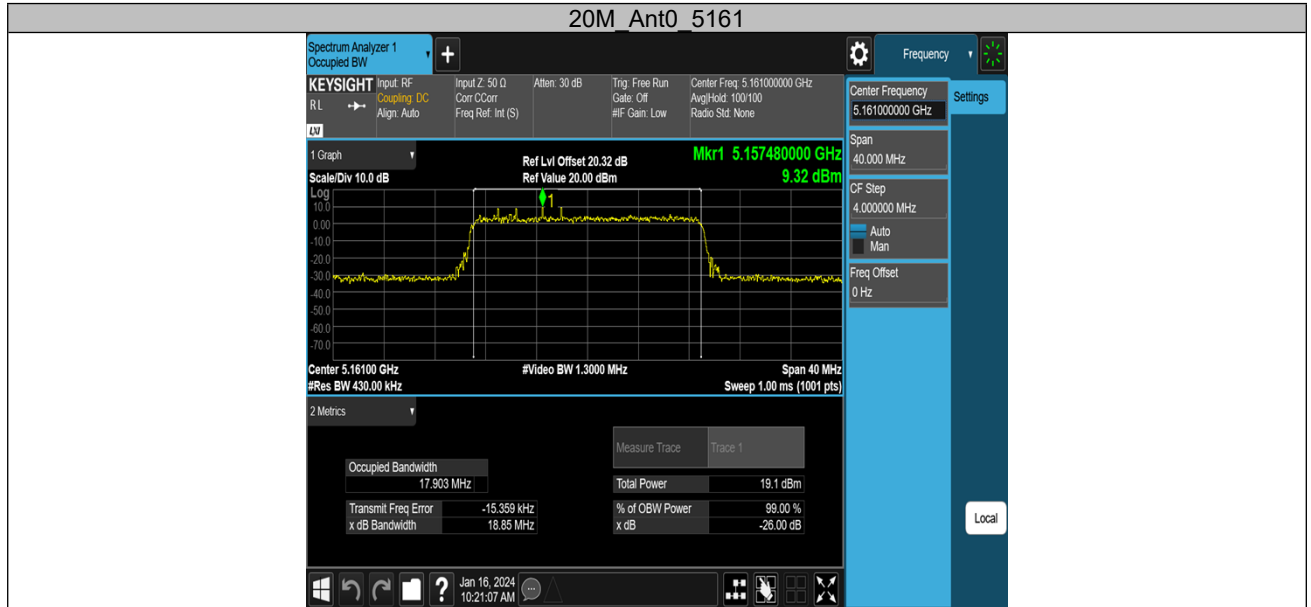 20M_Ant0_5161
Spectrum Analyzer 1
Occupied BW
+
Frequency
KEYSIGHT
RL
LXI
Input: RF
Coupling: DC
Align: Auto
Input Z: 50 Ω
Corr CCorr
Freq Ref: Int (S)
Atten: 30 dB
Trig: Free Run
Gate: Off
#IF Gain: Low
Center Freq: 5.161000000 GHz
Avg|Hold: 100/100
Radio Std: None
Center Frequency
5.161000000 GHz
Settings
Span
40.000 MHz
CF Step
4.000000 MHz
Auto
Man
Freq Offset
0 Hz
1 Graph
Scale/Div 10.0 dB
Ref Lvl Offset 20.32 dB
Ref Value 20.00 dBm
Mkr1 5.157480000 GHz
9.32 dBm
Log
10.0
0.00
-10.0
-20.0
-30.0
-40.0
-50.0
-60.0
-70.0
1
Center 5.16100 GHz
#Res BW 430.00 kHz
#Video BW 1.3000 MHz
Span 40 MHz
Sweep 1.00 ms (1001 pts)
2 Metrics
Measure Trace Trace 1
Occupied Bandwidth
17.903 MHz
Total Power 19.1 dBm
Transmit Freq Error -15.359 kHz
% of OBW Power 99.00 %
x dB Bandwidth 18.85 MHz
x dB -26.00 dB
Local
?
Jan 16, 2024
10:21:07 AM